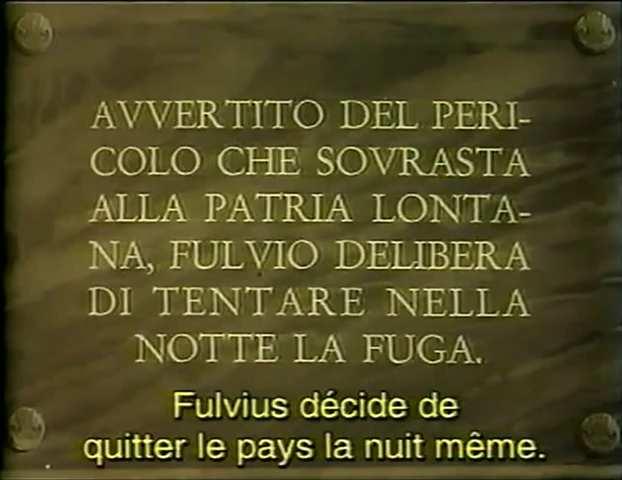 AVVERTITO DEL PERI-
COLO CHE SOVRASTA
ALLA PATRIA LONTA-
NA, FULVIO DELIBERA
DI TENTARE NELLA
NOTTE LA FUGA.
Fulvius décide de
quitter le pays la nuit même.